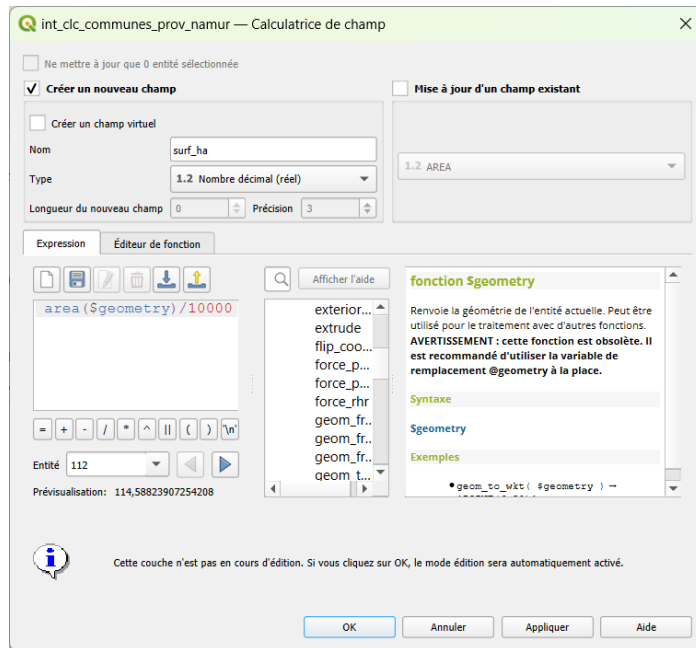 int_clc_communes_prov_namur — Calculatrice de champ
Ne mettre à jour que 0 entité sélectionnée
Créer un nouveau champ
Mise à jour d'un champ existant
Créer un champ virtuel
Nom
surf_ha
1.2 AREA
Type
1.2 Nombre décimal (réel)
Longueur du nouveau champ
0
Précision
3
Expression
Éditeur de fonction
Afficher l'aide
area($geometry)/10000
= + - / * ^ || ( ) '\n'
Entité
112
Prévisualisation: 114,58823907254208
exterior...
extrude
flip_coo...
force_p...
force_p...
force_rhr
geom_fr...
geom_fr...
geom_fr...
geom_t...
fonction $geometry
Renvoie la géométrie de l'entité actuelle. Peut être
utilisé pour le traitement avec d'autres fonctions.
AVERTISSEMENT : cette fonction est obsolète. Il
est recommandé d'utiliser la variable de
remplacement @geometry à la place.
Syntaxe
$geometry
Exemples
geom_to_wkt( $geometry ) →
Cette couche n'est pas en cours d'édition. Si vous cliquez sur OK, le mode édition sera automatiquement activé.
OK
Annuler
Appliquer
Aide